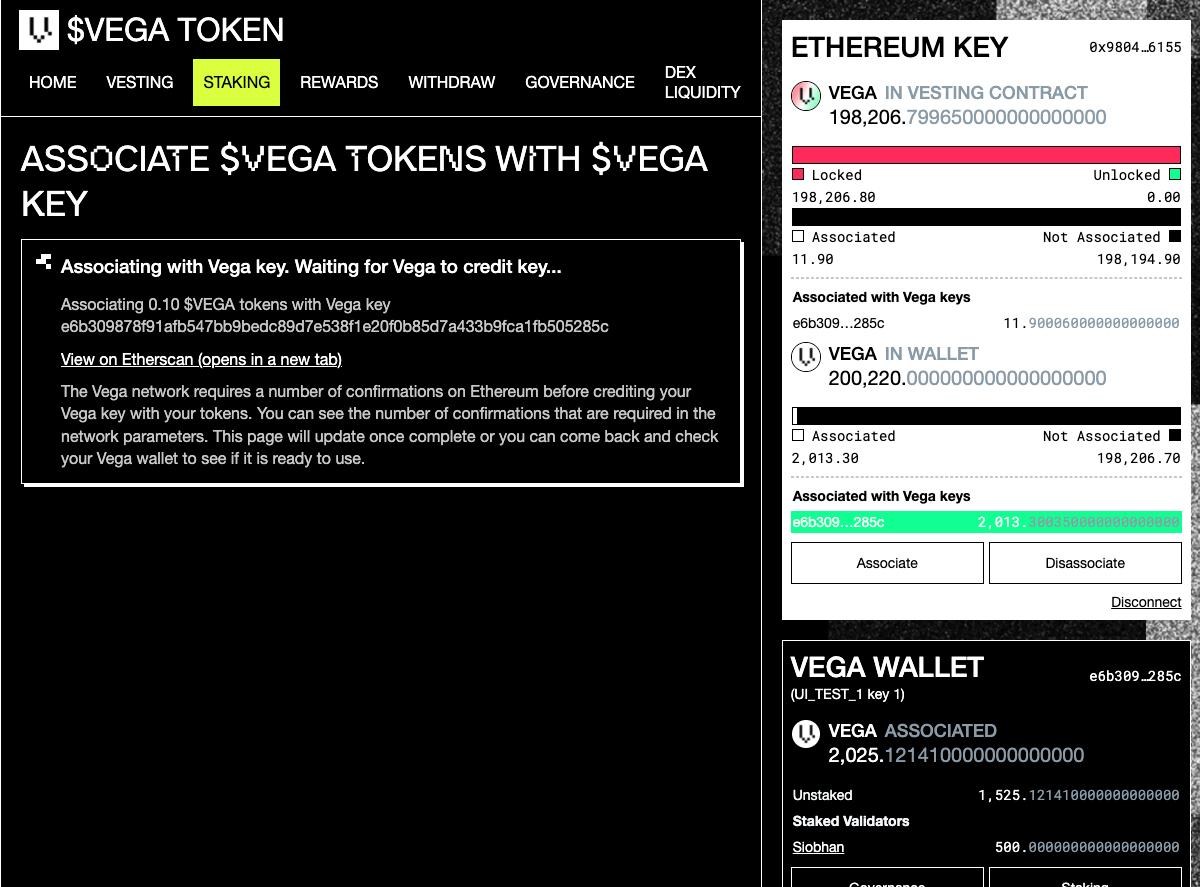 $VEGA TOKEN
HOME VESTING STAKING REWARDS WITHDRAW GOVERNANCE DEX LIQUIDITY
ASSOCIATE $VEGA TOKENS WITH $VEGA
KEY
Associating with Vega key. Waiting for Vega to credit key...
Associating 0.10 $VEGA tokens with Vega key
e6b309878f91afb547bb9bedc89d7e538f1e20f0b85d7a433b9fca1fb505285c
View on Etherscan (opens in a new tab)
The Vega network requires a number of confirmations on Ethereum before crediting your
Vega key with your tokens. You can see the number of confirmations that are required in the
network parameters. This page will update once complete or you can come back and check
your Vega wallet to see if it is ready to use.
ETHEREUM KEY 0x9804…6155
VEGA IN VESTING CONTRACT
198,206.799650000000000000
Locked Unlocked
198,206.80 0.00
Associated Not Associated
11.90 198,194.90
Associated with Vega keys
e6b309…285c 11.900060000000000000
VEGA IN WALLET
200,220.000000000000000000
Associated Not Associated
2,013.30 198,206.70
Associated with Vega keys
e6b309…285c 2,013.300350000000000000
Associate Disassociate
Disconnect
VEGA WALLET e6b309…285c
(UI_TEST_1 key 1)
VEGA ASSOCIATED
2,025.121410000000000000
Unstaked 1,525.121410000000000000
Staked Validators
Siobhan 500.000000000000000000
Governance Staking